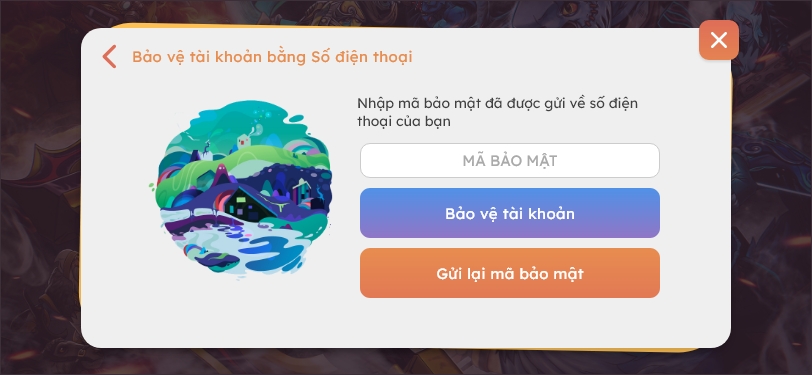 Bảo vệ tài khoản bằng Số điện thoại
Nhập mã bảo mật đã được gửi về số điện
thoại của bạn
MÃ BẢO MẬT
Bảo vệ tài khoản
Gửi lại mã bảo mật